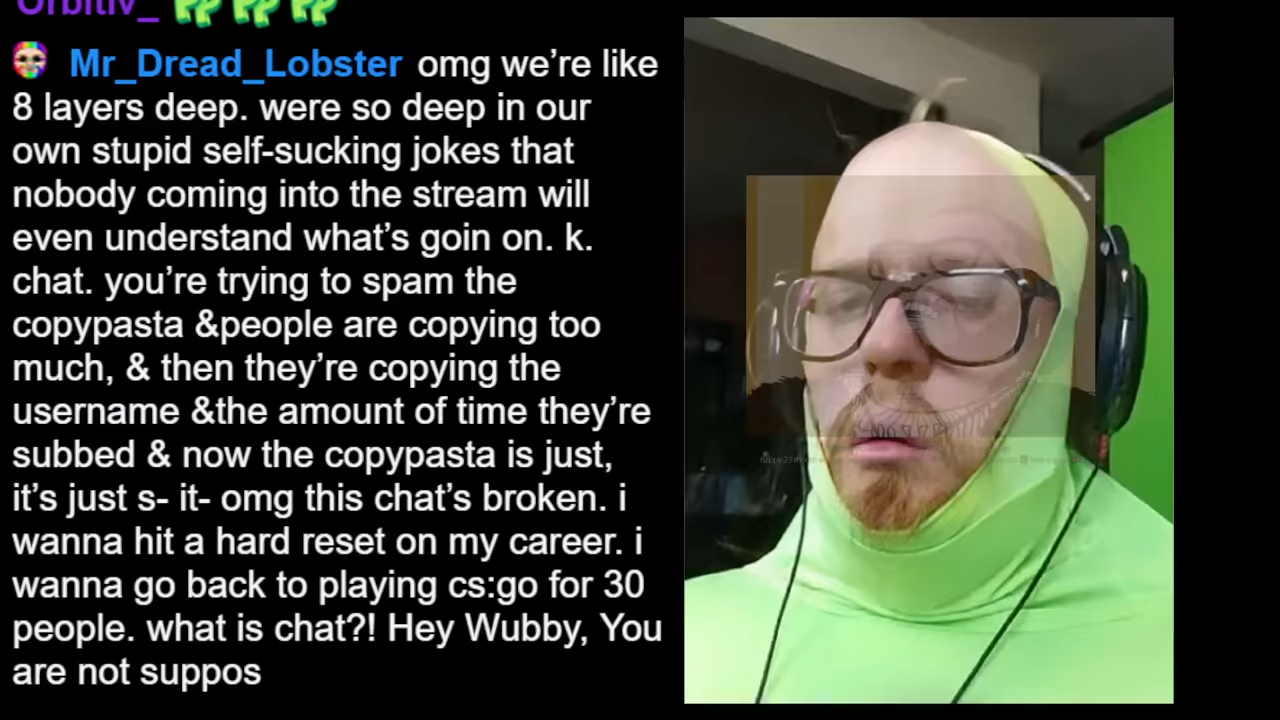 Orbitiv_
Mr_Dread_Lobster omg we’re like
8 layers deep. were so deep in our
own stupid self-sucking jokes that
nobody coming into the stream will
even understand what’s goin on. k.
chat. you’re trying to spam the
copypasta &people are copying too
much, & then they’re copying the
username &the amount of time they’re
subbed & now the copypasta is just,
it’s just s- it- omg this chat’s broken. i
wanna hit a hard reset on my career. i
wanna go back to playing cs:go for 30
people. what is chat?! Hey Wubby, You
are not suppos
happy 23 mo